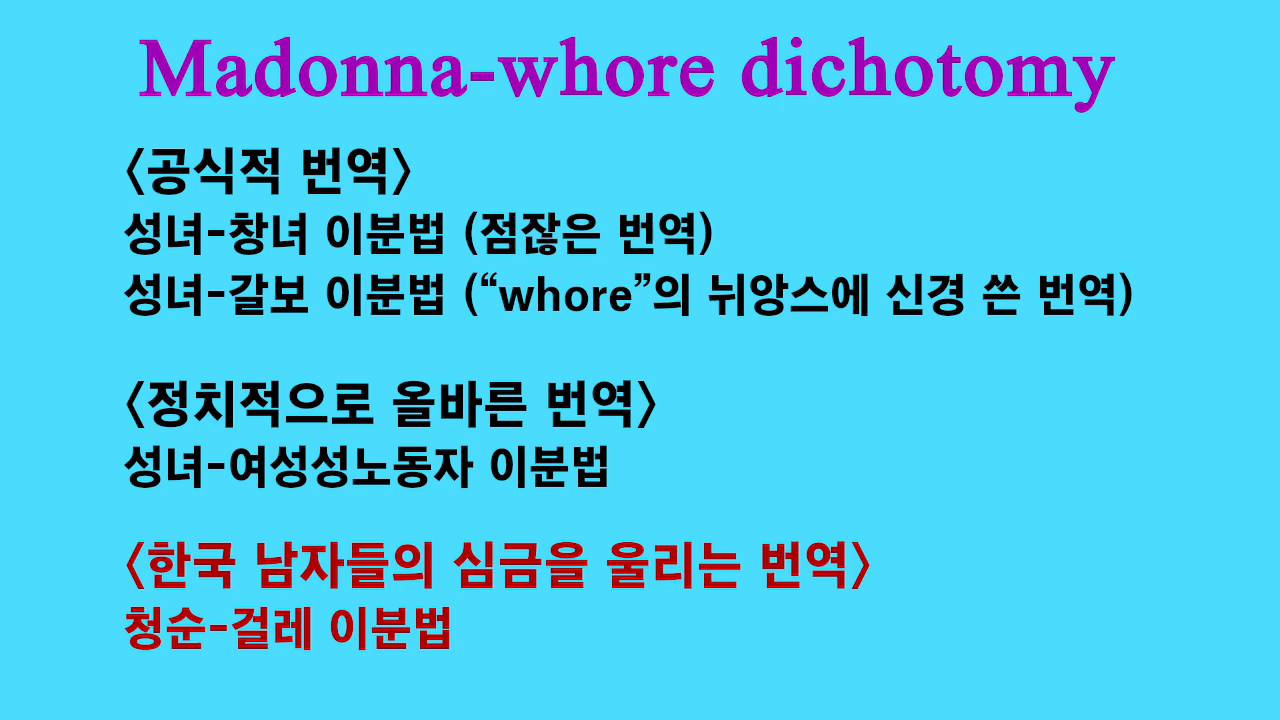 Madonna-whore dichotomy
〈공식적 번역〉
성녀-창녀 이분법 (점잖은 번역)
성녀-갈보 이분법 (“whore”의 뉘앙스에 신경 쓴 번역)
〈정치적으로 올바른 번역〉
성녀-여성성노동자 이분법
〈한국 남자들의 심금을 울리는 번역〉
청순-걸레 이분법